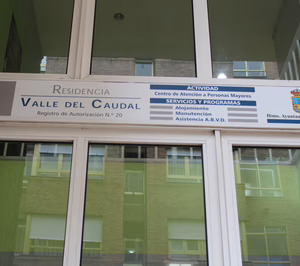 RESIDENCIA
VALLE DEL CAUDAL
Registro de Autorización N.º 20
ACTIVIDAD
Centro de Atención a Personas Mayores
SERVICIOS Y PROGRAMAS
Alojamiento
Manutención
Asistencia A.B.V.D.
Ilmo.